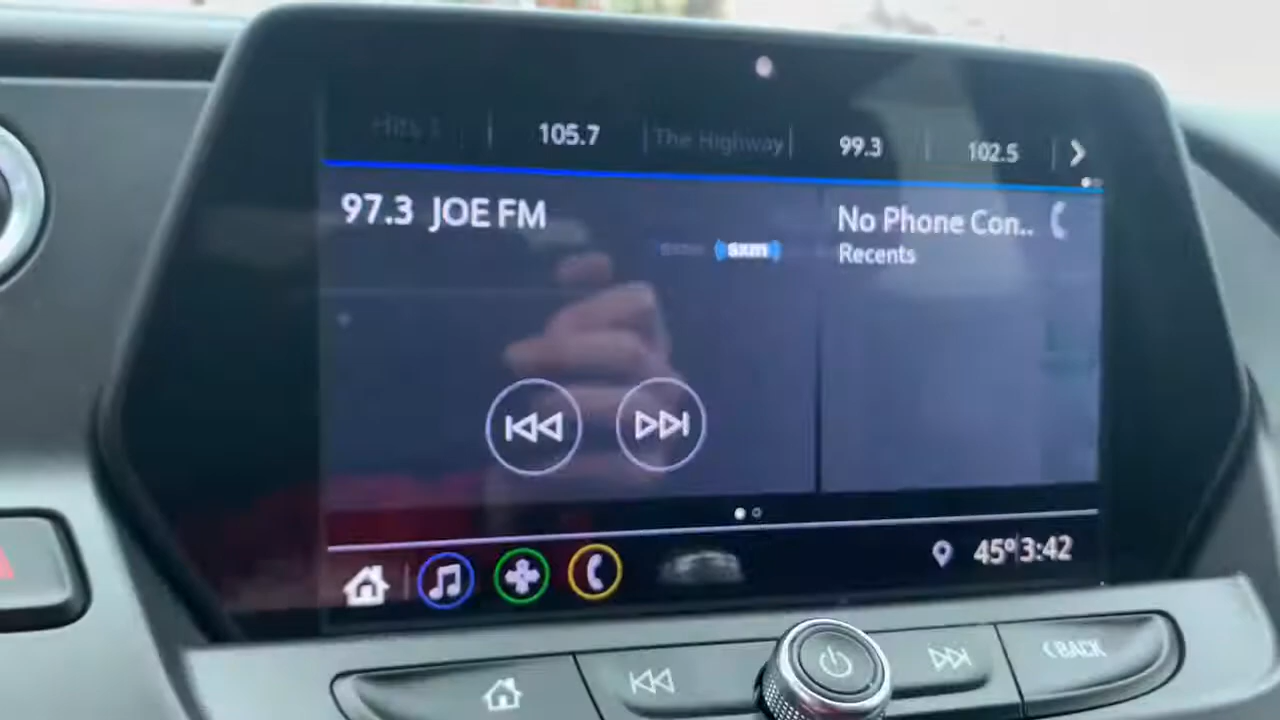 Hits 1 105.7 The Highway 99.3 102.5
97.3 JOE FM
sxm
No Phone Con..
Recents
45° 3:42
BACK